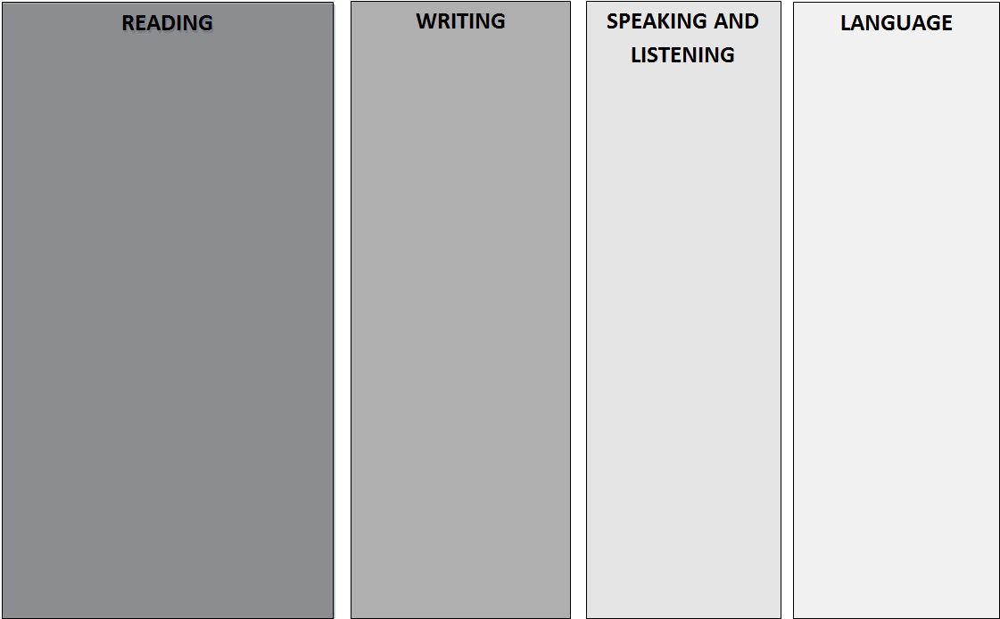 READING
WRITING
SPEAKING AND
LISTENING
LANGUAGE